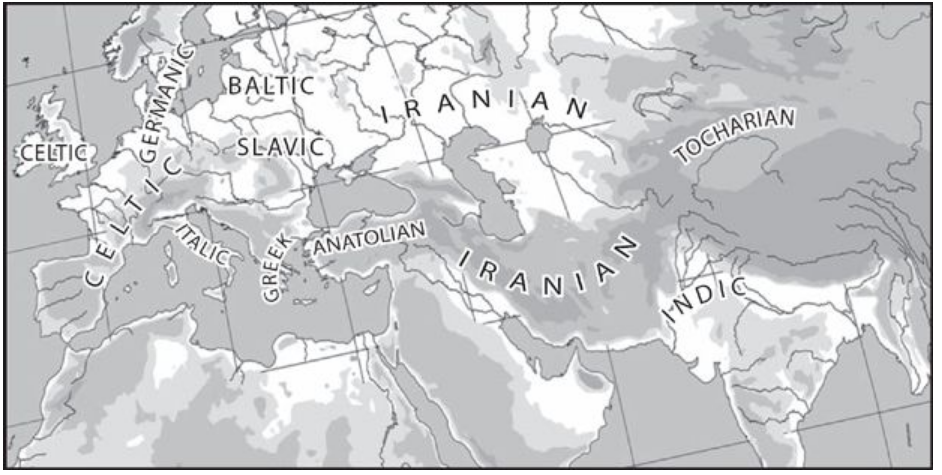 GERMANIC
BALTIC
IRANIAN
CELTIC
SLAVIC
TOCHARIAN
CELTIC
ITALIC
GREEK
ANATOLIAN
IRANIAN
INDIC